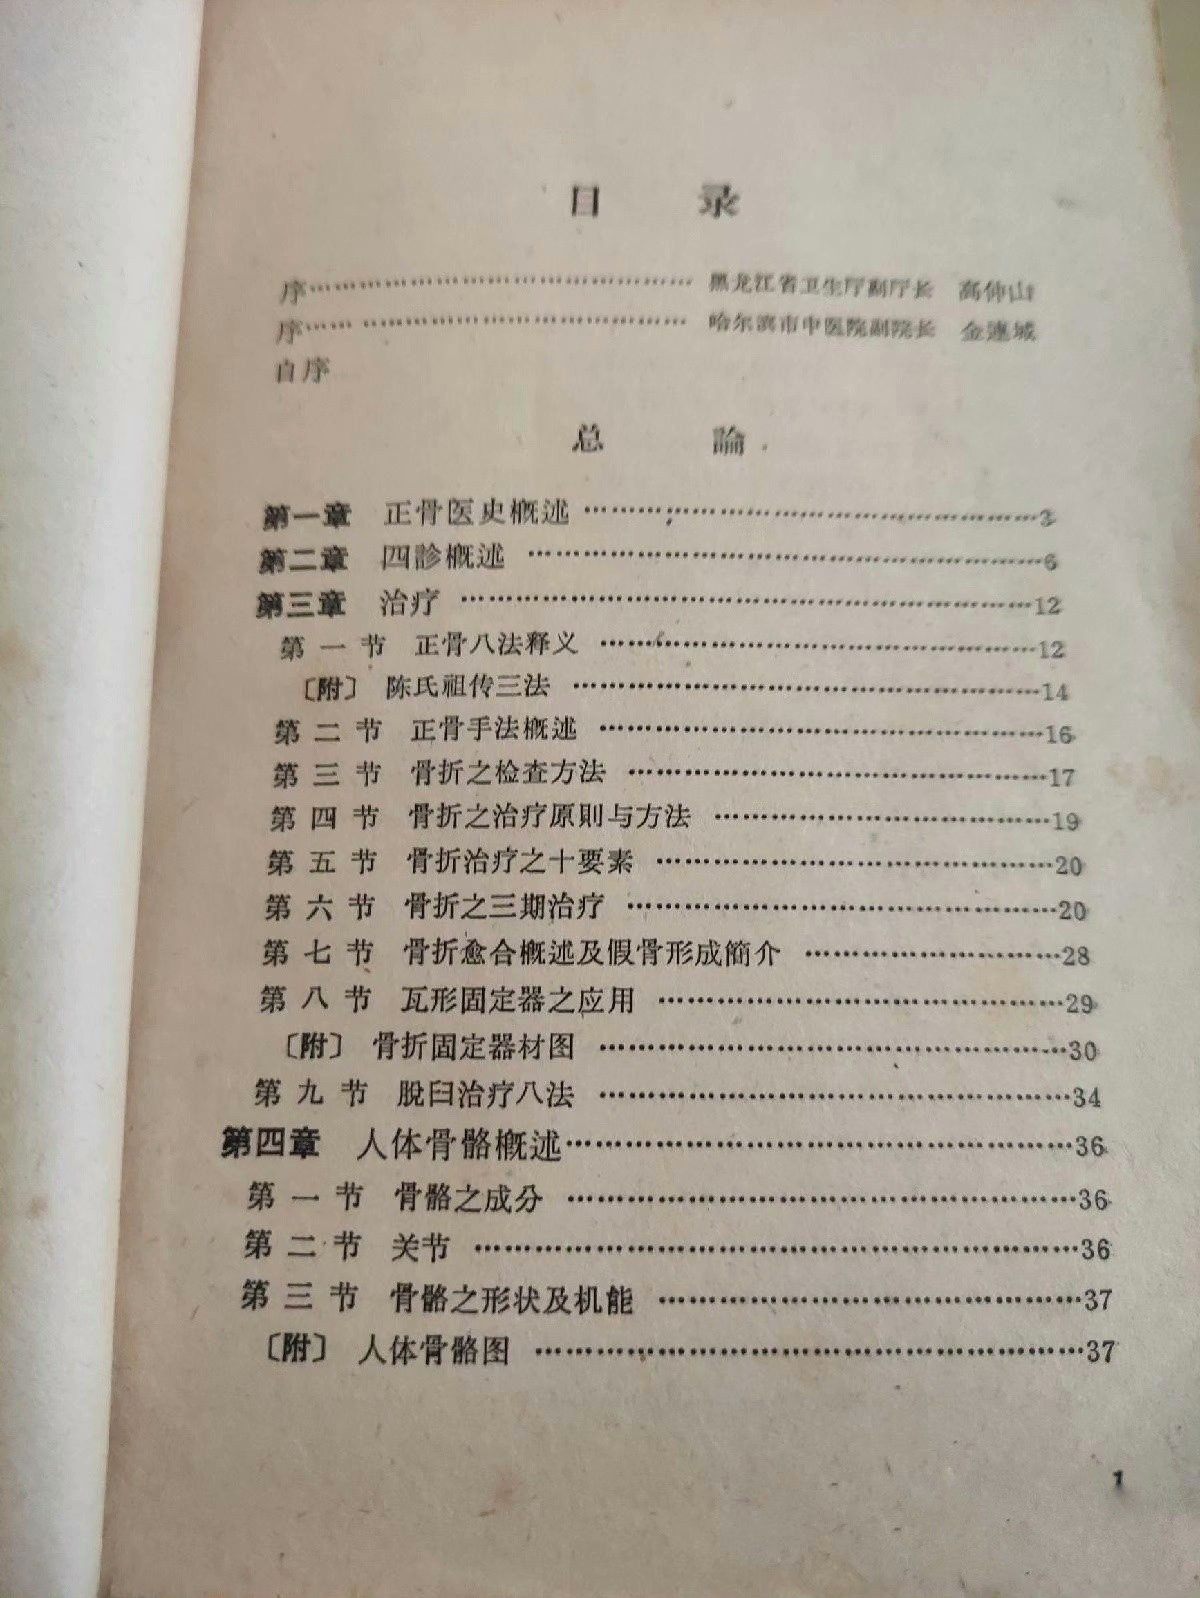 目 录
序……………………………………黑龙江省卫生厅副厅长 高仲山
序……………………………………哈尔滨市中医院副院长 金連城
自序
总 論
第一章 正骨医史概述……………………………………3
第二章 四診概述……………………………………6
第三章 治疗……………………………………12
第一节 正骨八法释义……………………………………12
〔附〕 陈氏祖传三法……………………………………14
第二节 正骨手法概述……………………………………16
第三节 骨折之检查方法……………………………………17
第四节 骨折之治疗原則与方法……………………………………19
第五节 骨折治疗之十要素……………………………………20
第六节 骨折之三期治疗……………………………………20
第七节 骨折愈合概述及假骨形成簡介……………………………………28
第八节 瓦形固定器之应用……………………………………29
〔附〕 骨折固定器材图……………………………………30
第九节 脫臼治疗八法……………………………………34
第四章 人体骨骼概述……………………………………36
第一节 骨骼之成分……………………………………36
第二节 关节……………………………………36
第三节 骨骼之形状及机能……………………………………37
〔附〕 人体骨骼图……………………………………37
1